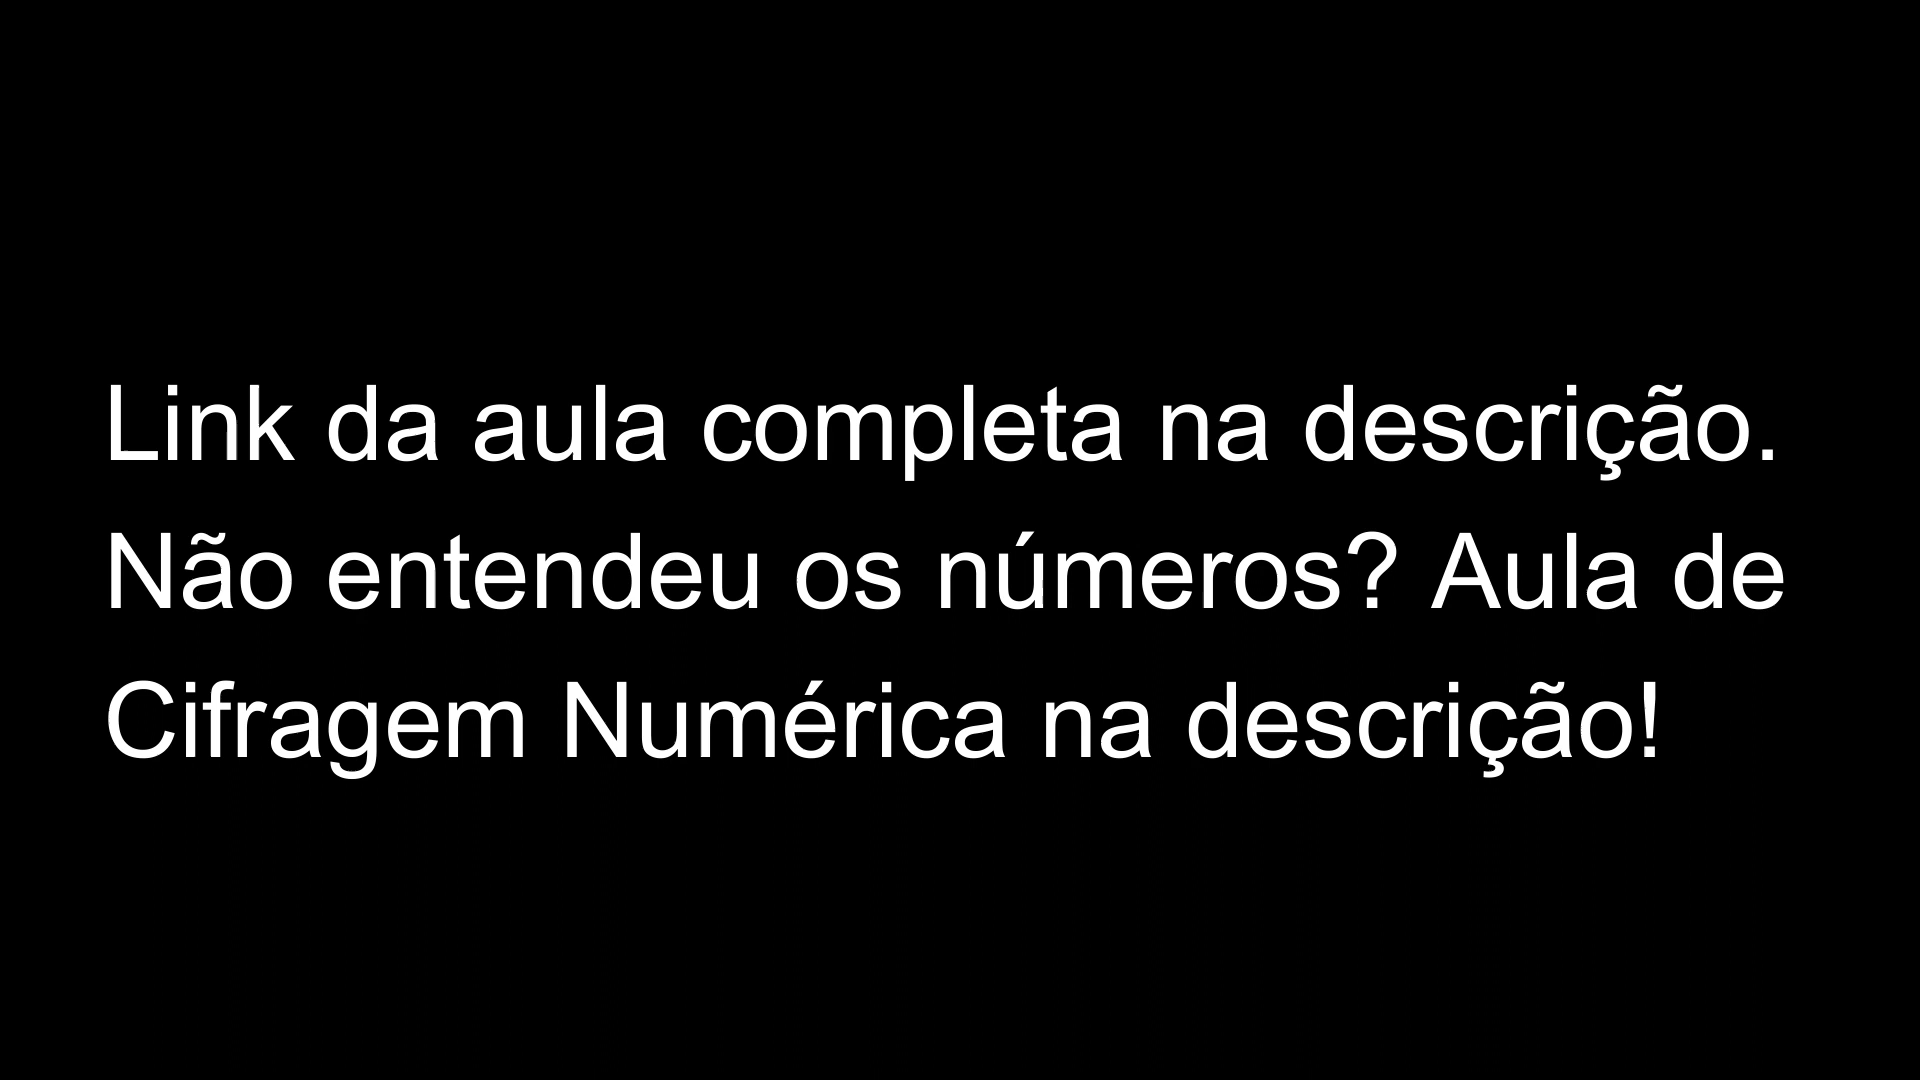 Link da aula completa na descrição.
Não entendeu os números? Aula de
Cifragem Numérica na descrição!